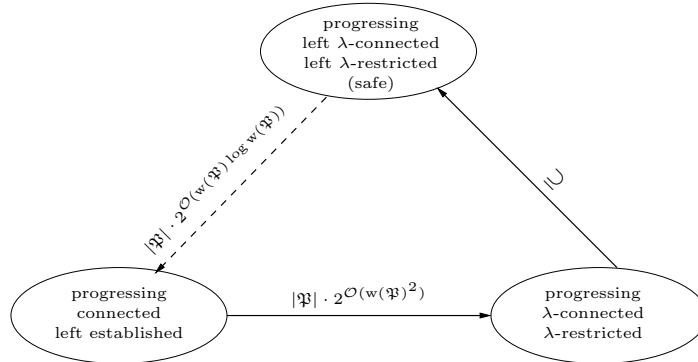 progressing
left λ-connected
left λ-restricted
(safe)
|𝔓| · 2^{𝒪(w(𝔓) log w(𝔓))}
⊆
progressing
connected
left established
|𝔓| · 2^{𝒪(w(𝔓)^2)}
progressing
λ-connected
λ-restricted